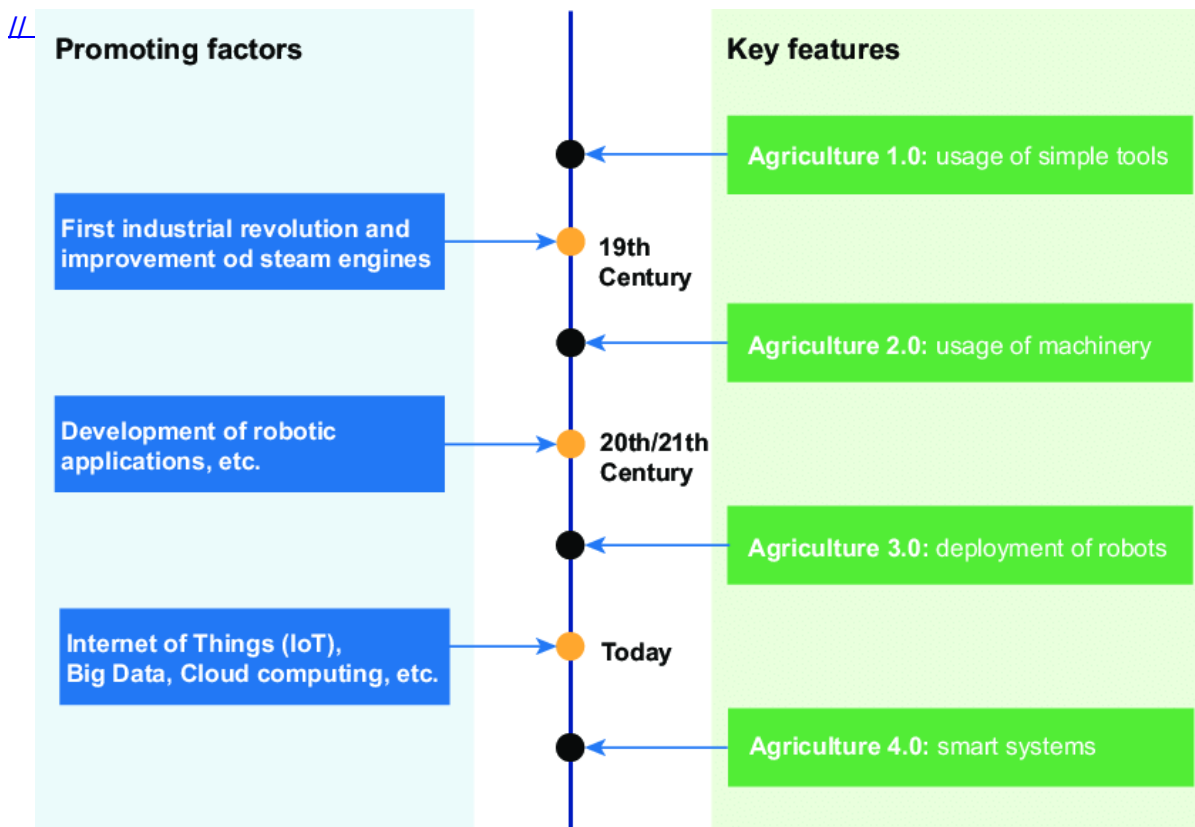 //
Promoting factors
Key features
Agriculture 1.0: usage of simple tools
First industrial revolution and
improvement od steam engines
19th
Century
Agriculture 2.0: usage of machinery
Development of robotic
applications, etc.
20th/21th
Century
Agriculture 3.0: deployment of robots
Internet of Things (IoT),
Big Data, Cloud computing, etc.
Today
Agriculture 4.0: smart systems